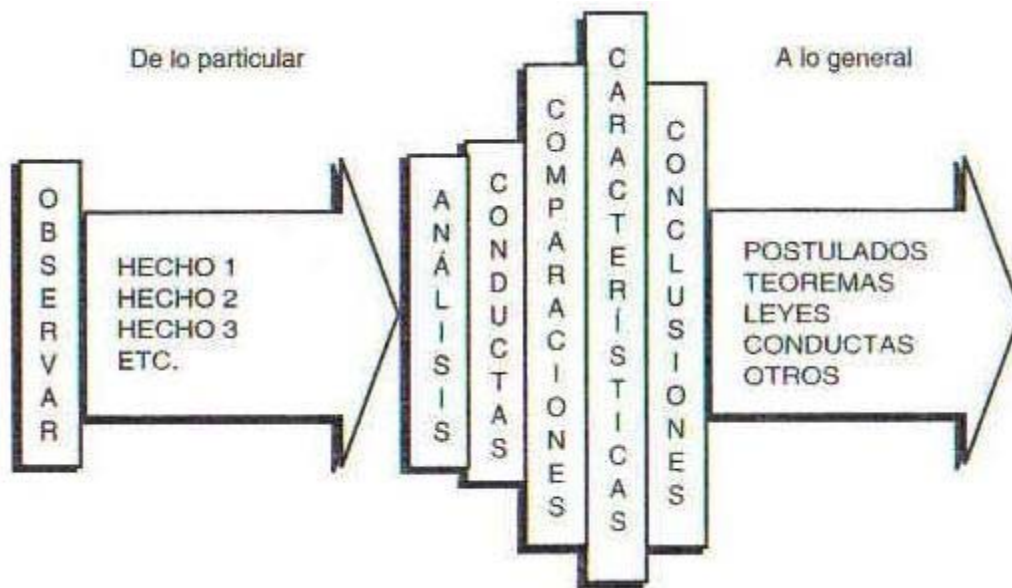 De lo particular
A lo general
OBSERVAR
HECHO 1
HECHO 2
HECHO 3
ETC.
ANÁLISIS
CONDUCTAS
COMPARACIONES
CARACTERÍSTICAS
CONCLUSIONES
POSTULADOS
TEOREMAS
LEYES
CONDUCTAS
OTROS